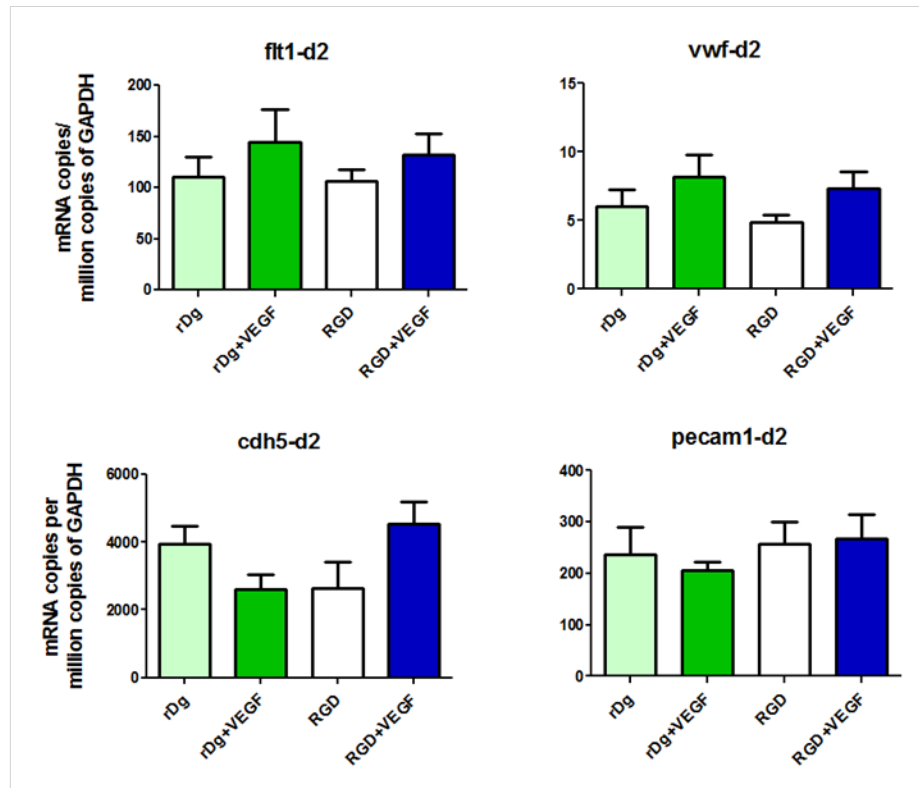 flt1-d2
mRNA copies/
million copies of GAPDH
200
150
100
50
0
rDg
rDg+VEGF
RGD
RGD+VEGF
vwf-d2
15
10
5
0
rDg
rDg+VEGF
RGD
RGD+VEGF
cdh5-d2
mRNA copies per
million copies of GAPDH
6000
4000
2000
0
rDg
rDg+VEGF
RGD
RGD+VEGF
pecam1-d2
400
300
200
100
0
rDg
rDg+VEGF
RGD
RGD+VEGF